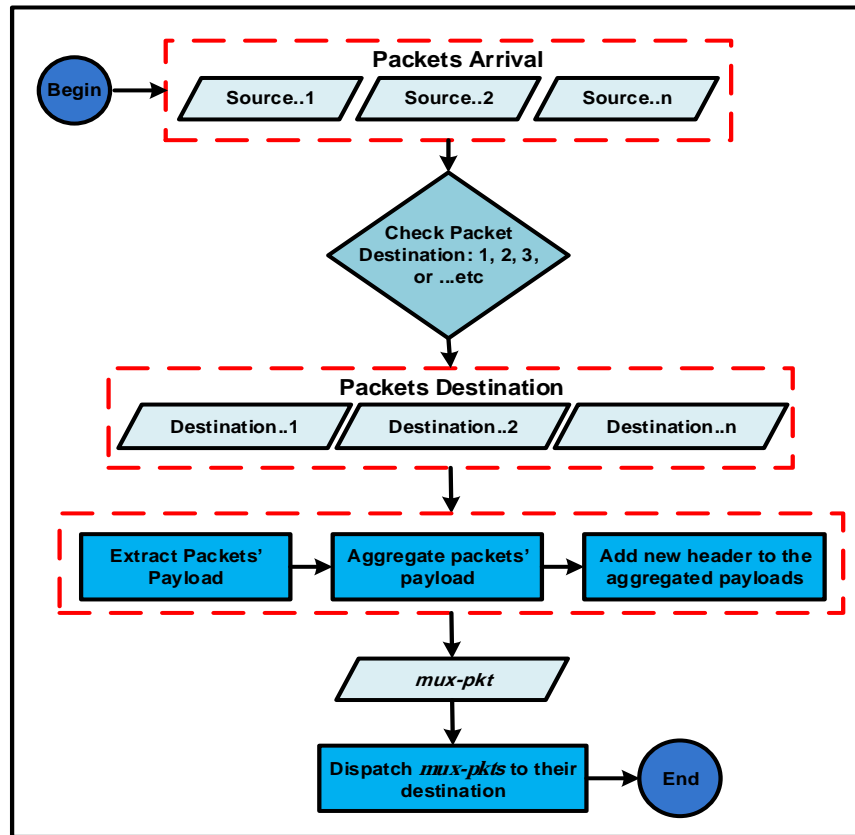 Packets Arrival
Begin
Source..1
Source..2
Source..n
Check Packet
Destination: 1, 2, 3,
or ...etc
Packets Destination
Destination..1
Destination..2
Destination..n
Extract Packets’
Payload
Aggregate packets’
payload
Add new header to the
aggregated payloads
mux-pkt
Dispatch mux-pkts to their
destination
End